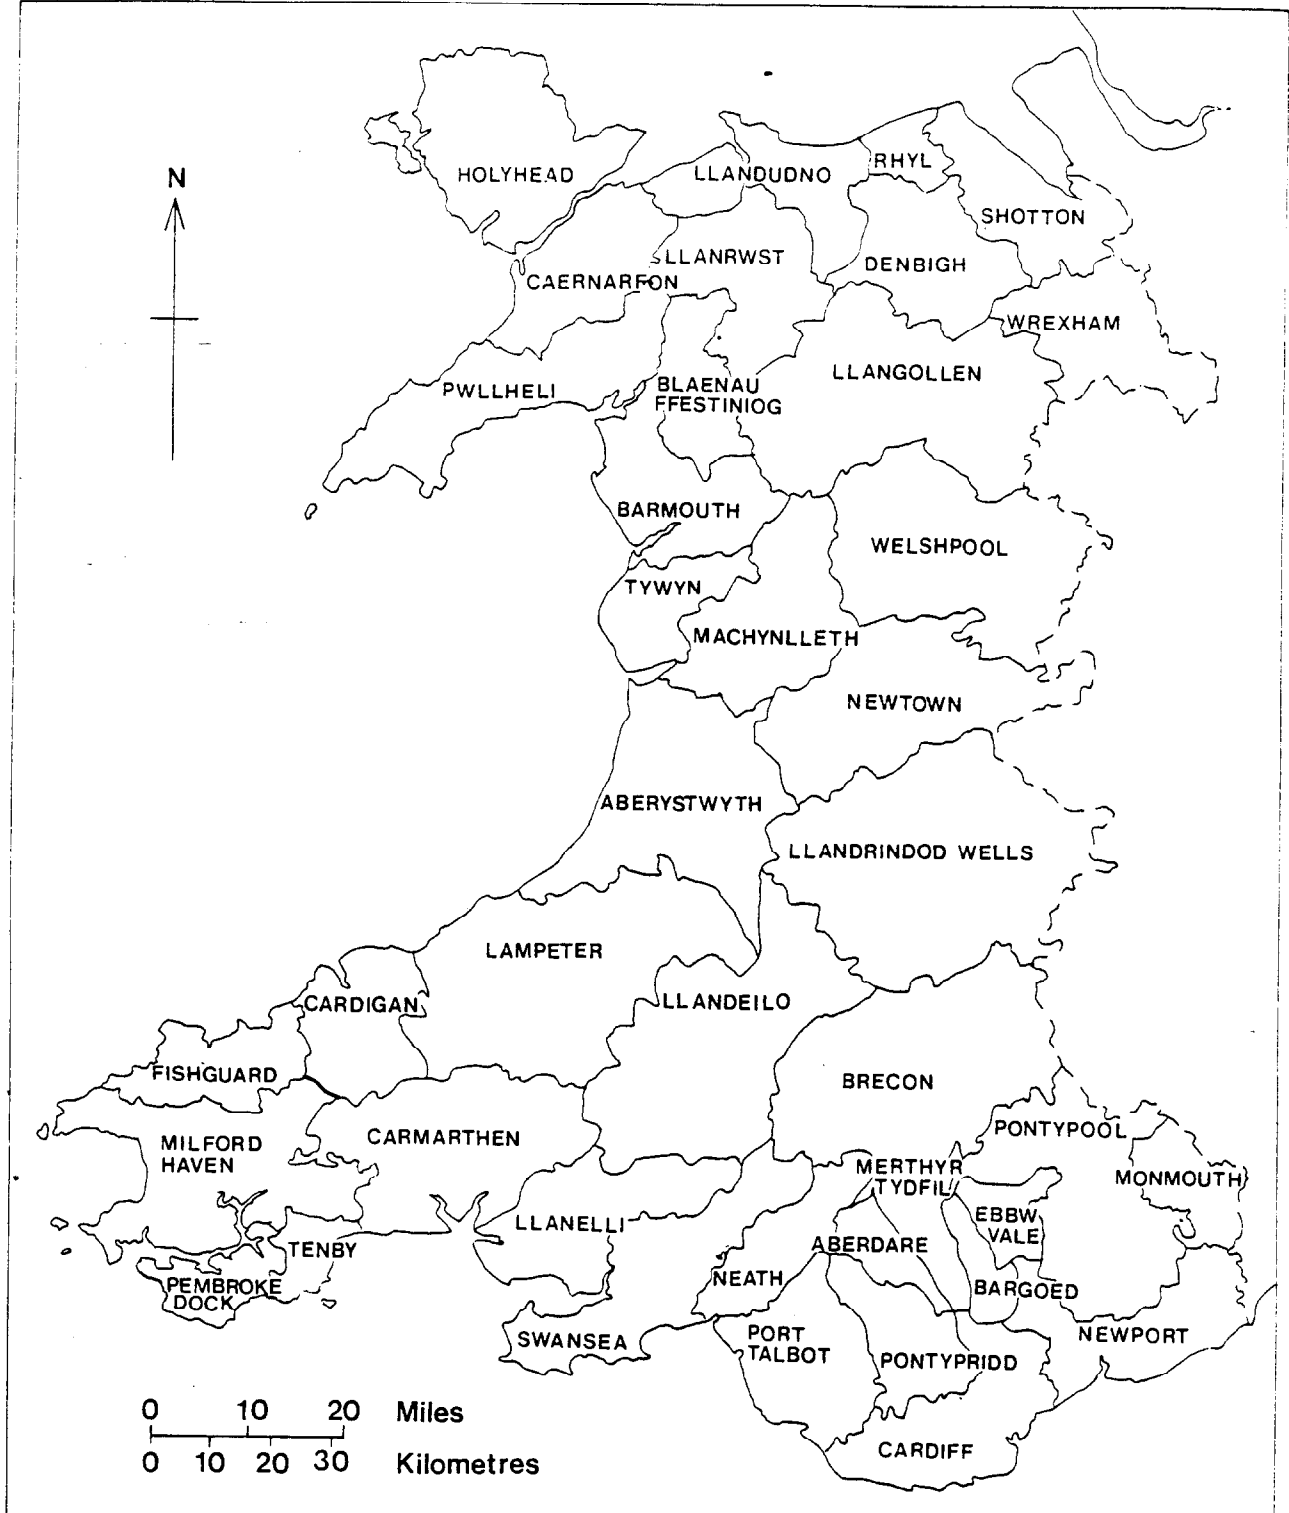 N
HOLYHEAD
LLANDUDNO
RHYL
SHOTTON
CAERNARFON
LLANRWST
DENBIGH
WREXHAM
PWLLHELI
BLAENAU
FFESTINIOG
LLANGOLLEN
BARMOUTH
WELSHPOOL
TYWYN
MACHYNLLETH
NEWTOWN
ABERYSTWYTH
LLANDRINDOD WELLS
LAMPETER
CARDIGAN
LLANDEILO
FISHGUARD
BRECON
MILFORD
HAVEN
CARMARTHEN
PONTYPOOL
MERTHYR
TYDFIL
MONMOUTH
LLANELLI
EBBW
VALE
TENBY
ABERDARE
PEMBROKE
DOCK
NEATH
BARGOED
SWANSEA
PORT
TALBOT
PONTYPRIDD
NEWPORT
CARDIFF
0 10 20 Miles
0 10 20 30 Kilometres